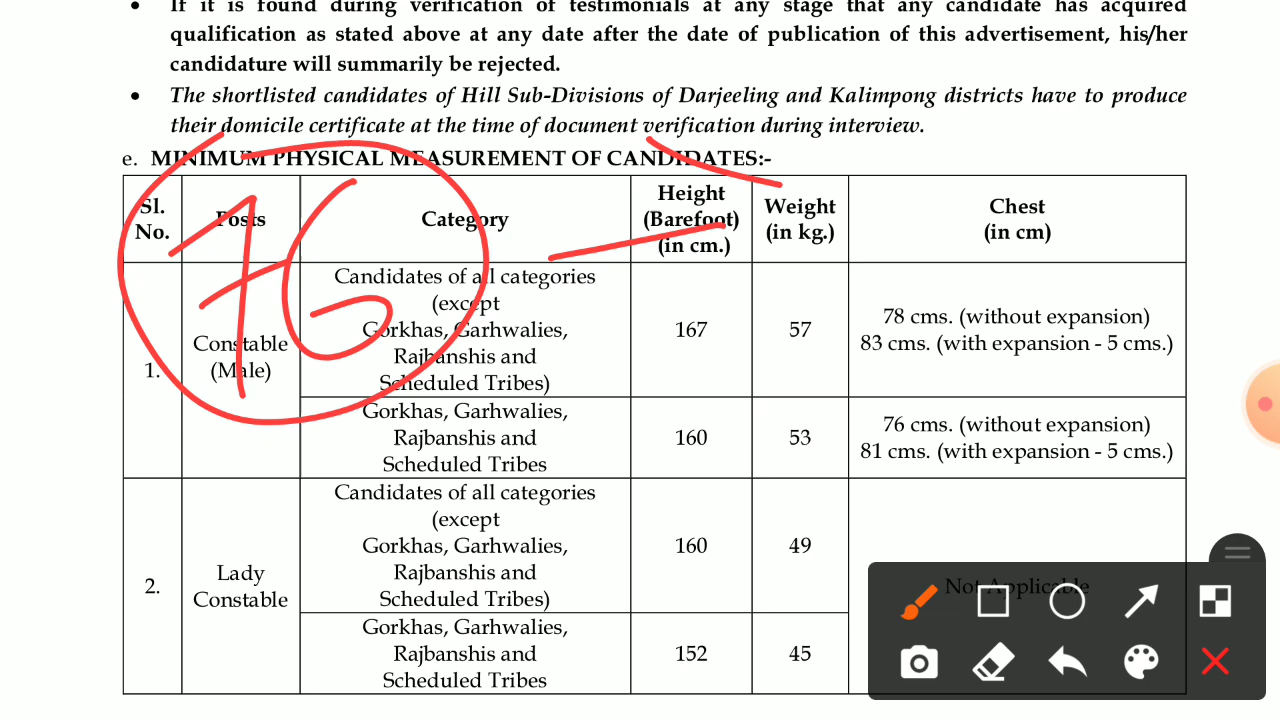 If it is found during verification of testimonials at any stage that any candidate has acquired
qualification as stated above at any date after the date of publication of this advertisement, his/her
candidature will summarily be rejected.
The shortlisted candidates of Hill Sub-Divisions of Darjeeling and Kalimpong districts have to produce
their domicile certificate at the time of document verification during interview.
e. MINIMUM PHYSICAL MEASUREMENT OF CANDIDATES:-
Sl. No. Posts Category Height (Barefoot) (in cm.) Weight (in kg.) Chest (in cm)
76
1. Constable (Male)
Candidates of all categories
(except
Gorkhas, Garhwalies,
Rajbanshis and
Scheduled Tribes)
167 57
78 cms. (without expansion)
83 cms. (with expansion - 5 cms.)
Gorkhas, Garhwalies,
Rajbanshis and
Scheduled Tribes
160 53
76 cms. (without expansion)
81 cms. (with expansion - 5 cms.)
2. Lady Constable
Candidates of all categories
(except
Gorkhas, Garhwalies,
Rajbanshis and
Scheduled Tribes)
160 49
Not Applicable
Gorkhas, Garhwalies,
Rajbanshis and
Scheduled Tribes
152 45